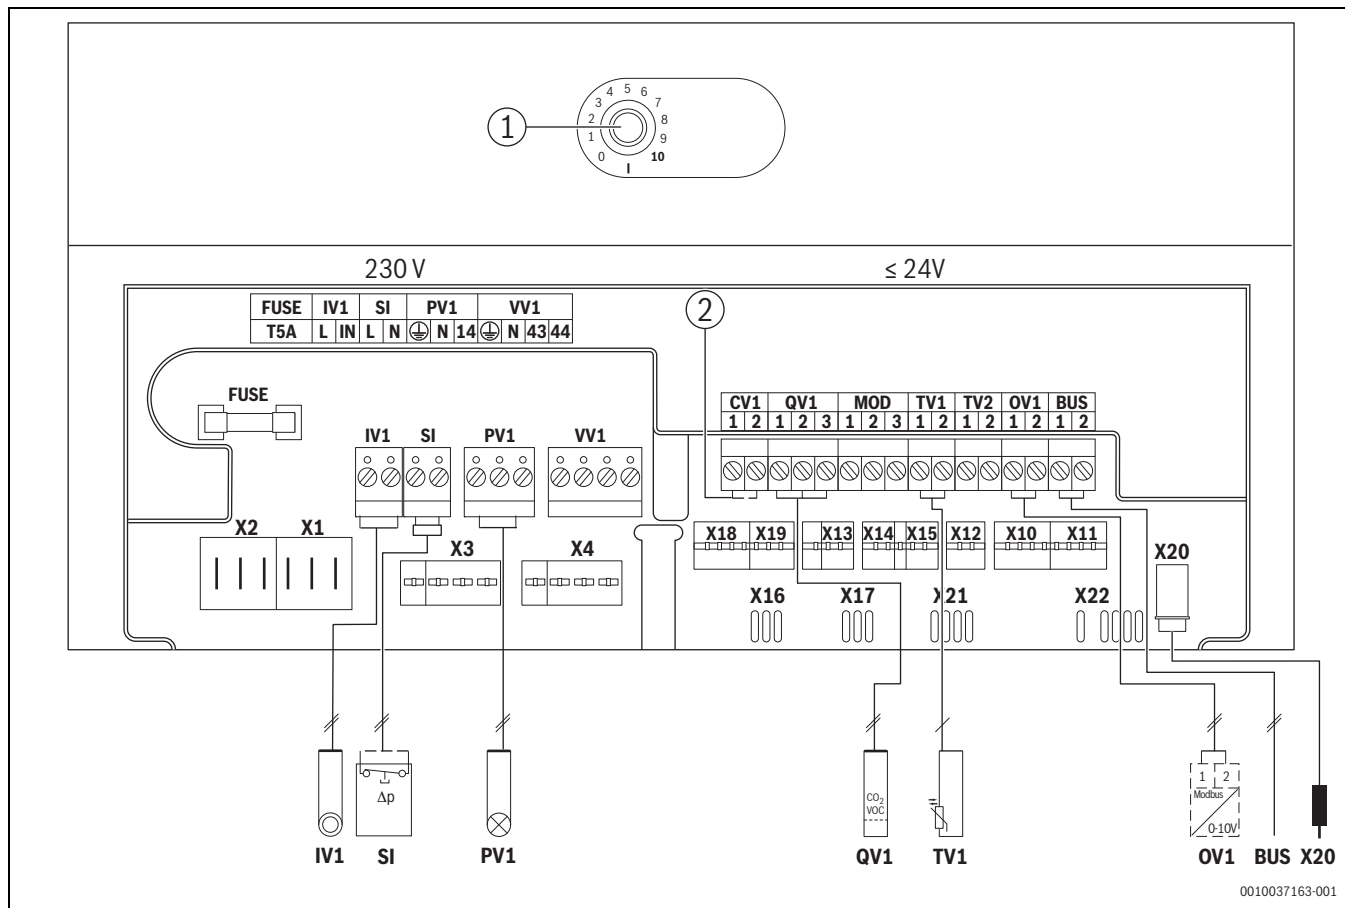 4 5 6
3 7
2 8
1 1 9
0 10
I
230 V ≤ 24V
FUSE IV1 SI PV1 VV1
T5A L IN L N N 14 N 43 44
2
FUSE
CV1 QV1 MOD TV1 TV2 OV1 BUS
1 2 1 2 3 1 2 3 1 2 1 2 1 2 1 2
IV1 SI PV1 VV1
X2 X1 X3 X4
X18 X19 X13 X14 X15 X12 X10 X11 X20
X16 X17 X21 X22
Δp
CO2
VOC
1 2
Modbus
0-10V
IV1 SI PV1 QV1 TV1 OV1 BUS X20
0010037163-001